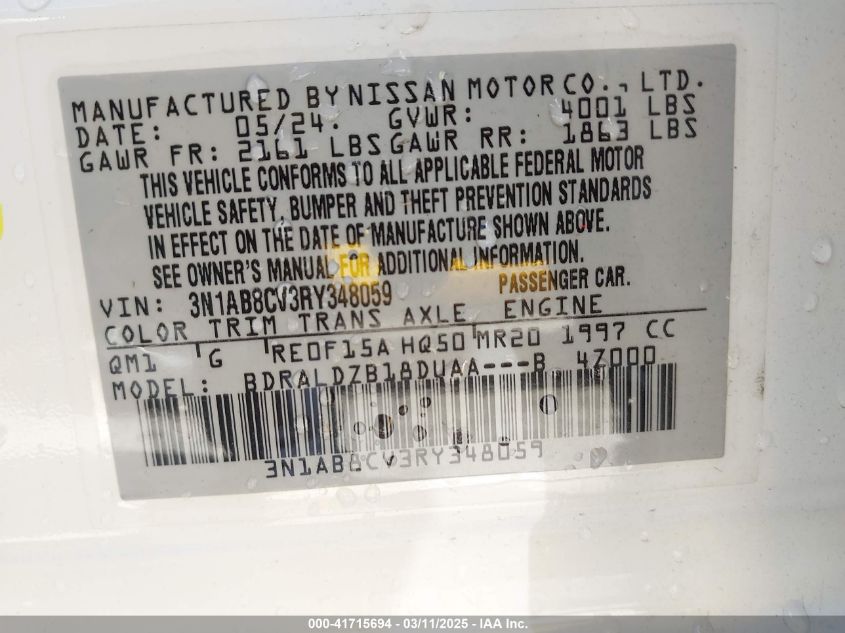 MANUFACTURED BY NISSAN MOTOR CO., LTD.
DATE: 05/24. GVWR: 4001 LBS
GAWR FR: 2161 LBS GAWR RR: 1863 LBS
THIS VEHICLE CONFORMS TO ALL APPLICABLE FEDERAL MOTOR
VEHICLE SAFETY, BUMPER AND THEFT PREVENTION STANDARDS
IN EFFECT ON THE DATE OF MANUFACTURE SHOWN ABOVE.
SEE OWNER'S MANUAL FOR ADDITIONAL INFORMATION.
VIN: 3N1AB8CV3RY348059 PASSENGER CAR.
COLOR TRIM TRANS AXLE ENGINE
QM1 G RE0F15A HQ50 MR20 1997 CC
MODEL: BDRALDZB18DUAA---B 4Z000
3N1AB8CV3RY348059
000-41715694 - 03/11/2025 - IAA Inc.